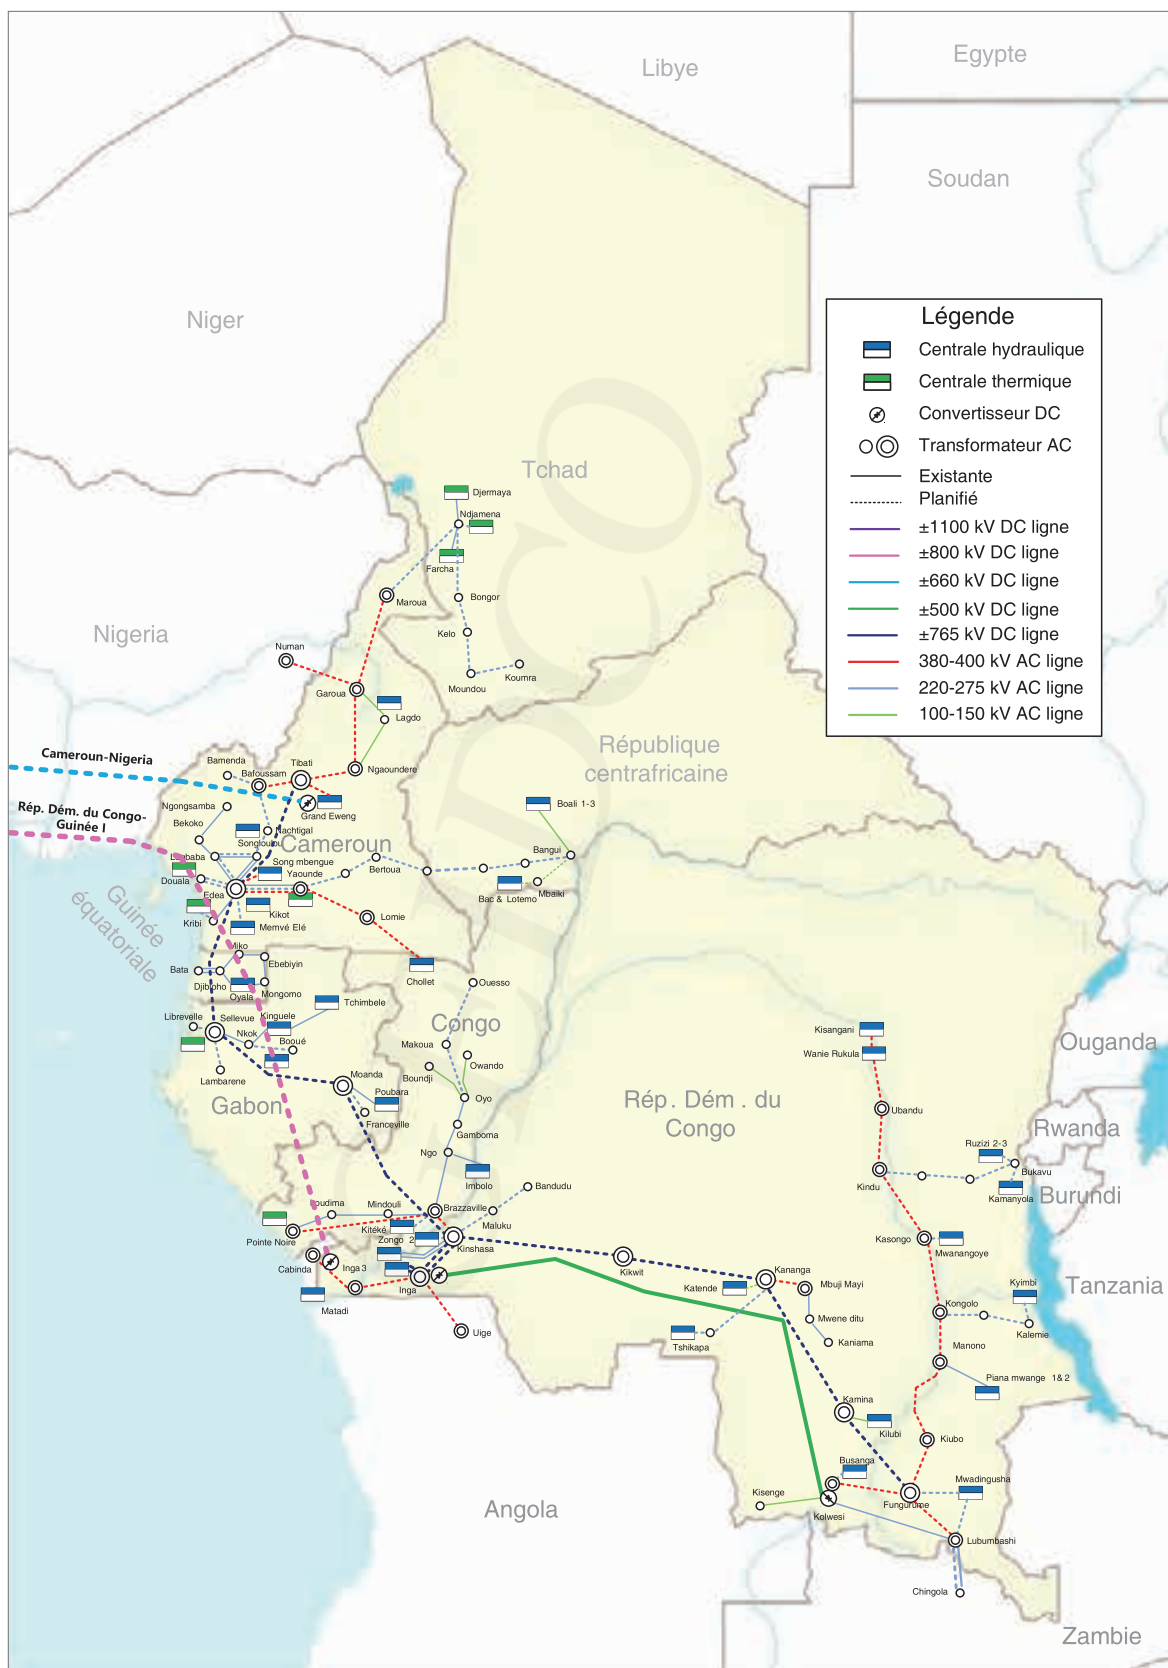 Libye
Egypte
Soudan
Niger
Légende
Centrale hydraulique
Centrale thermique
Convertisseur DC
Transformateur AC
Existante
Planifié
±1100 kV DC ligne
±800 kV DC ligne
±660 kV DC ligne
±500 kV DC ligne
±765 kV DC ligne
380-400 kV AC ligne
220-275 kV AC ligne
100-150 kV AC ligne
Tchad
Djermaya
Ndjamena
Farcha
Maroua
Bongor
Nigeria
Kelo
Numan
Koumra
Moundou
Garoua
Lagdo
République
centrafricaine
Cameroun-Nigeria
Bamenda
Tibati
Bafoussam
Ngaoundere
Rép. Dém. du Congo-
Guinée I
Ngongsamba
Grand Eweng
Boali 1-3
Bekoko
Nachtigal
Songloulou
Cameroun
Bangui
Song mbengue
Douala
Yaounde
Bertoua
Edea
Bac & Lotemo
Mbaiki
Kikot
Kribi
Memvé Elé
Lomie
Guinée
équatoriale
Miko
Ebebiyin
Bata
Djibloho
Oyala
Mongomo
Chollet
Ouesso
Tchimbele
Librevelle
Sellevue
Kinguele
Nkok
Booué
Congo
Makoua
Owando
Boundji
Kisangani
Wanie Rukula
Ouganda
Lambarene
Moanda
Poubara
Gabon
Franceville
Oyo
Rép. Dém. du
Congo
Ubandu
Gamboma
Rwanda
Ngo
Ruzizi 2-3
Bukavu
Imbolo
Bandudu
Kindu
Kamanyola
Burundi
Mindouli
Brazzaville
Kitéké
Maluku
Pointe Noire
Zongo 2
Kinshasa
Kasongo
Mwanangoye
Cabinda
Inga 3
Kikwit
Kananga
Inga
Katende
Mbuji Mayi
Kyimbi
Tanzania
Matadi
Kongolo
Uige
Mwene ditu
Kalemie
Tshikapa
Kaniama
Manono
Piana mwange 1&2
Kamina
Kilubi
Kiubo
Busanga
Mwadingusha
Kisenge
Fungurume
Kolwesi
Angola
Lubumbashi
Chingola
Zambie